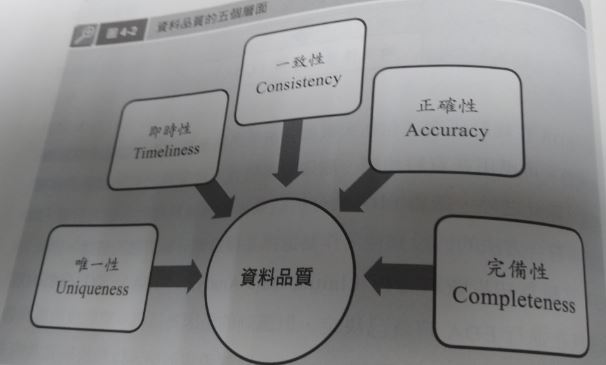 圖4-2 資料品質的五個層面
一致性
Consistency
即時性
Timeliness
正確性
Accuracy
唯一性
Uniqueness
資料品質
完備性
Completeness